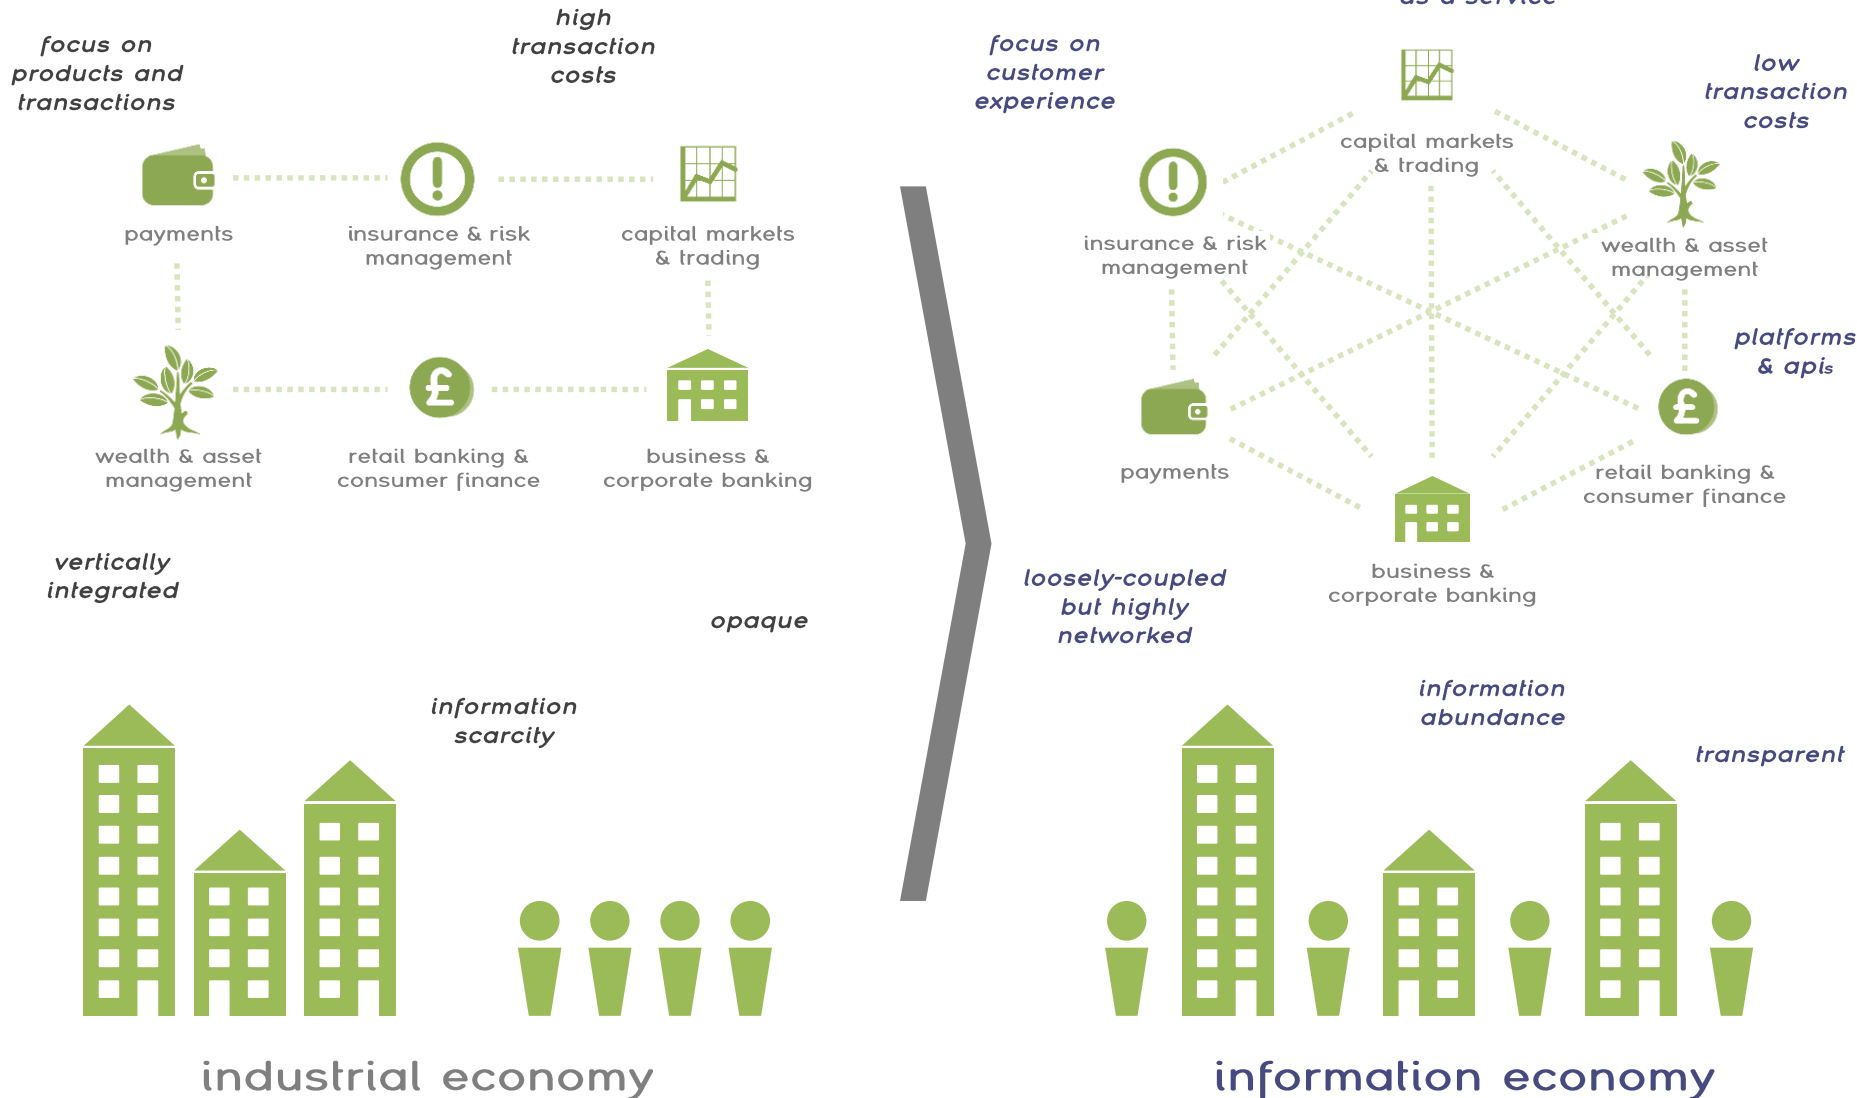 high
transaction
costs
focus on
products and
transactions
payments
insurance & risk
management
capital markets
& trading
wealth & asset
management
retail banking &
consumer finance
business &
corporate banking
vertically
integrated
opaque
information
scarcity
industrial economy
as a service
focus on
customer
experience
low
transaction
costs
capital markets
& trading
insurance & risk
management
wealth & asset
management
platforms
& apis
payments
retail banking &
consumer finance
business &
corporate banking
loosely-coupled
but highly
networked
information
abundance
transparent
information economy